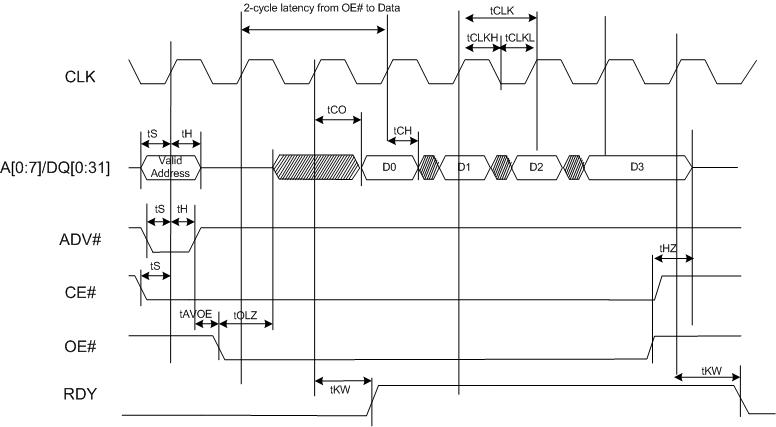 2-cycle latency from OE# to Data
tCLK
tCLKH
tCLKL
CLK
tCO
tS
tH
tCH
A[0:7]/DQ[0:31]
Valid
Address
D0
D1
D2
D3
tS
tH
ADV#
tHZ
tS
CE#
tAVOE
tOLZ
OE#
tKW
tKW
RDY